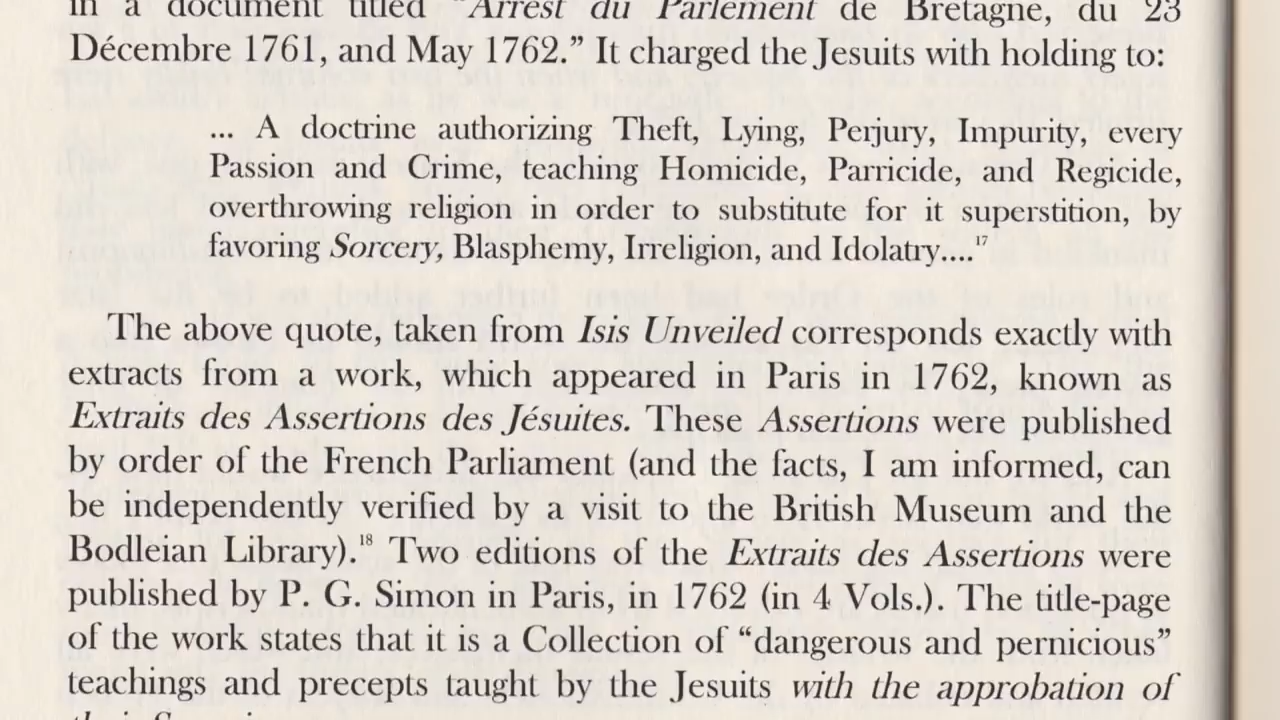 in a document titled “Arrest du Parlement de Bretagne, du 23
Décembre 1761, and May 1762.” It charged the Jesuits with holding to:
... A doctrine authorizing Theft, Lying, Perjury, Impurity, every
Passion and Crime, teaching Homicide, Parricide, and Regicide,
overthrowing religion in order to substitute for it superstition, by
favoring Sorcery, Blasphemy, Irreligion, and Idolatry....17
The above quote, taken from Isis Unveiled corresponds exactly with
extracts from a work, which appeared in Paris in 1762, known as
Extraits des Assertions des Jésuites. These Assertions were published
by order of the French Parliament (and the facts, I am informed, can
be independently verified by a visit to the British Museum and the
Bodleian Library).18 Two editions of the Extraits des Assertions were
published by P. G. Simon in Paris, in 1762 (in 4 Vols.). The title-page
of the work states that it is a Collection of “dangerous and pernicious”
teachings and precepts taught by the Jesuits with the approbation of